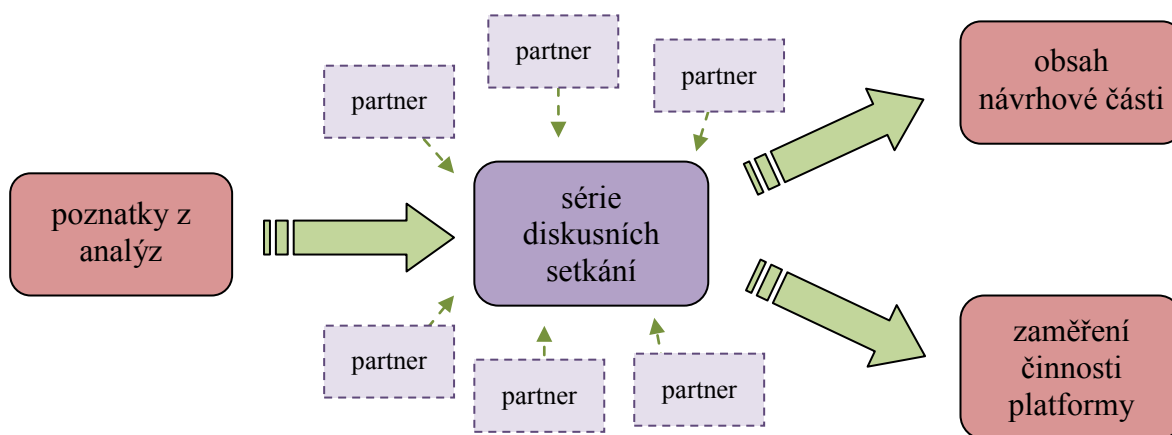 partner
partner
partner
obsah
návrhové části
poznatky z
analýz
série
diskusních
setkání
partner
partner
partner
zaměření
činnosti
platformy